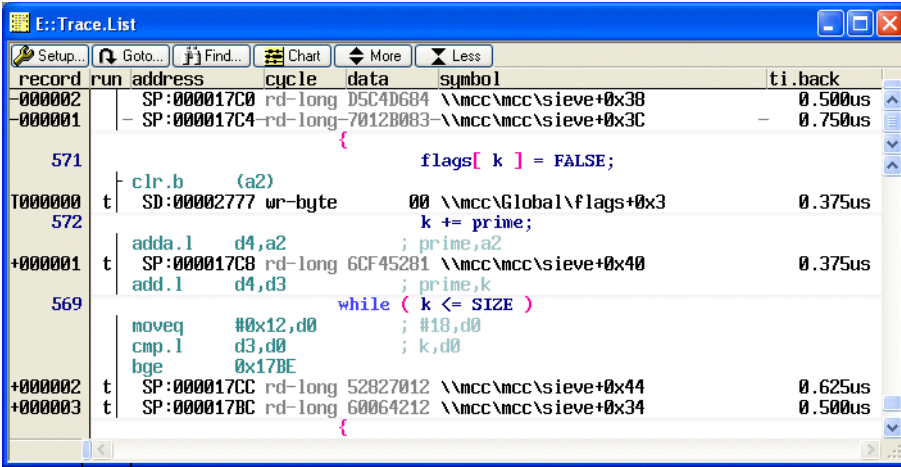 E::Trace.List
Setup... Goto... Find... Chart More Less
record run address cycle data symbol ti.back
-000002 SP:000017C0 rd-long D5C4D684 \\mcc\mcc\sieve+0x38 0.500us
-000001 SP:000017C4-rd-long-7012B083-\\mcc\mcc\sieve+0x3C 0.750us
{
571 flags[ k ] = FALSE;
clr.b (a2)
T000000 t SD:00002777 wr-byte 00 \\mcc\Global\flags+0x3 0.375us
572 k += prime;
adda.l d4,a2 ; prime,a2
+000001 t SP:000017C8 rd-long 6CF45281 \\mcc\mcc\sieve+0x40 0.375us
add.l d4,d3 ; prime,k
569 while ( k <= SIZE )
moveq #0x12,d0 ; #18,d0
cmp.l d3,d0 ; k,d0
bge 0x17BE
+000002 t SP:000017CC rd-long 52827012 \\mcc\mcc\sieve+0x44 0.625us
+000003 t SP:000017BC rd-long 60064212 \\mcc\mcc\sieve+0x34 0.500us
{